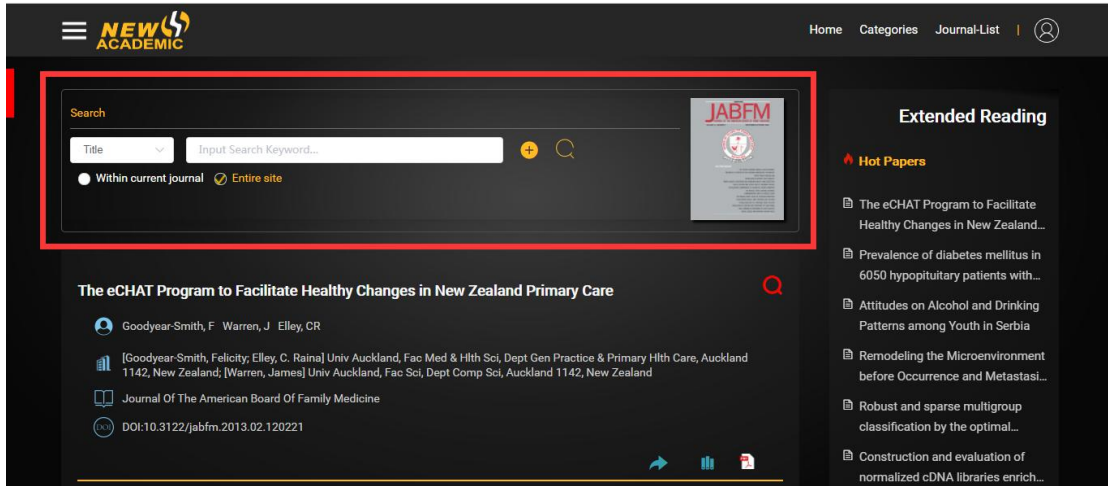 NEW
ACADEMIC
Home Categories Journal-List
Search
Title
Input Search Keyword...
Within current journal Entire site
JABFM
The eCHAT Program to Facilitate Healthy Changes in New Zealand Primary Care
Goodyear-Smith, F Warren, J Elley, CR
[Goodyear-Smith, Felicity; Elley, C. Raina] Univ Auckland, Fac Med & Hlth Sci, Dept Gen Practice & Primary Hlth Care, Auckland
1142, New Zealand; [Warren, James] Univ Auckland, Fac Sci, Dept Comp Sci, Auckland 1142, New Zealand
Journal Of The American Board Of Family Medicine
DOI
DOI:10.3122/jabfm.2013.02.120221
Extended Reading
Hot Papers
The eCHAT Program to Facilitate
Healthy Changes in New Zealand...
Prevalence of diabetes mellitus in
6050 hypopituitary patients with...
Attitudes on Alcohol and Drinking
Patterns among Youth in Serbia
Remodeling the Microenvironment
before Occurrence and Metastasi...
Robust and sparse multigroup
classification by the optimal...
Construction and evaluation of
normalized cDNA libraries enrich...